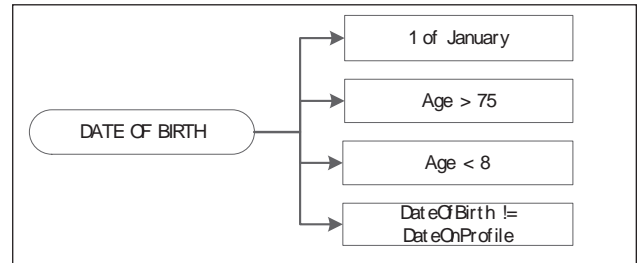 DATE OF BIRTH
1 of January
Age > 75
Age < 8
DateOfBirth !=
DateOnProfile